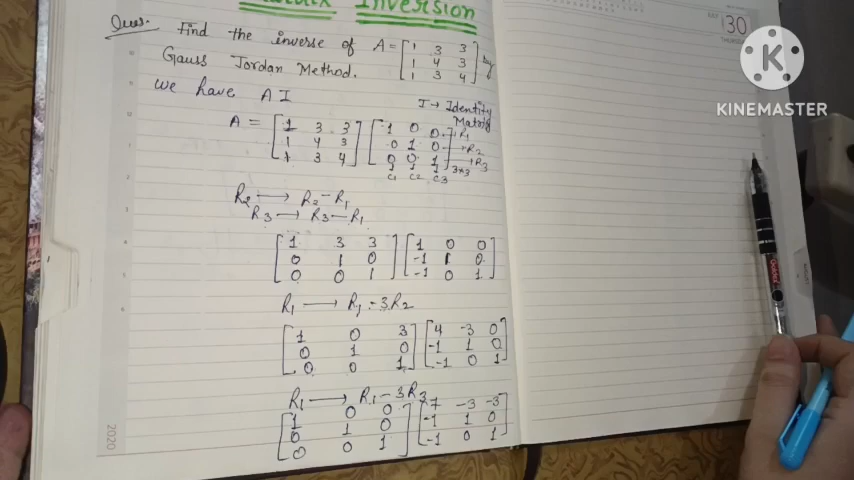 Matrix Inversion
Ques. Find the inverse of A = [1 3 3
1 4 3
1 3 4] by
Gauss Jordan Method.
we have A I
I → Identity
Matrix
A = [1 3 3] [1 0 0] → R1
[1 4 3] [0 1 0] → R2
[1 3 4] [0 0 1] → R3
C1 C2 C3 3×3
R2 → R2 - R1
R3 → R3 - R1
[1 3 3] [1 0 0]
[0 1 0] [-1 1 0]
[0 0 1] [-1 0 1]
R1 → R1 - 3R2
[1 0 3] [4 -3 0]
[0 1 0] [-1 1 0]
[0 0 1] [-1 0 1]
R1 → R1 - 3R3
[1 0 0] [7 -3 -3]
[0 1 0] [-1 1 0]
[0 0 1] [-1 0 1]
2020
30
KINEMASTER